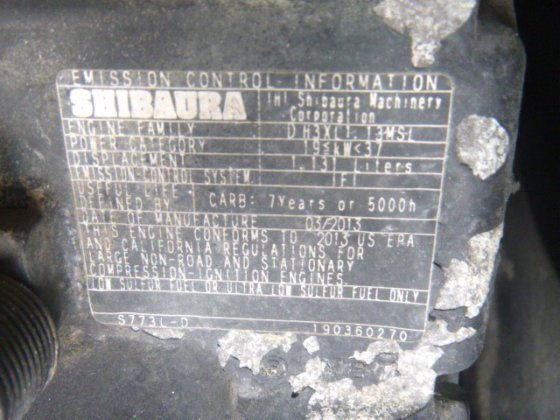 EMISSION CONTROL INFORMATION
SHIBAURA IHI Shibaura Machinery
Corporation
ENGINE FAMILY DH3XL1.13MSL
POWER CATEGORY 19≤kW<37
DISPLACEMENT 1.131 Liters
EMISSION CONTROL SYSTEM IFI
USEFUL LIFE
DEFINED BY CARB: 7Years or 5000h
DATE OF MANUFACTURE 03/2013
THIS ENGINE CONFORMS TO 2013 US EPA
AND CALIFORNIA REGULATIONS FOR
LARGE NON-ROAD AND STATIONARY
COMPRESSION-IGNITION ENGINES.
LOW SULFUR FUEL OR ULTRA LOW SULFUR FUEL ONLY
S773L-D 190360270